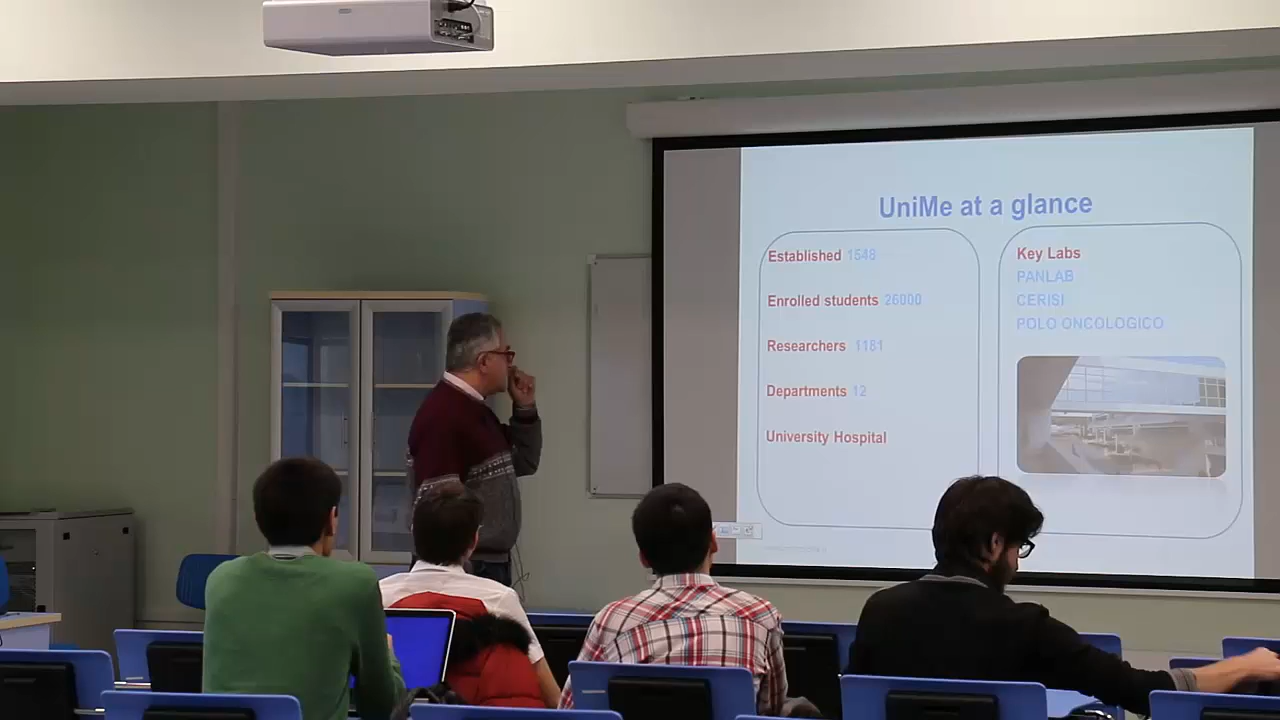 UniMe at a glance
Established 1548
Enrolled students 26000
Researchers 1181
Departments 12
University Hospital
Key Labs
PANLAB
CERISI
POLO ONCOLOGICO